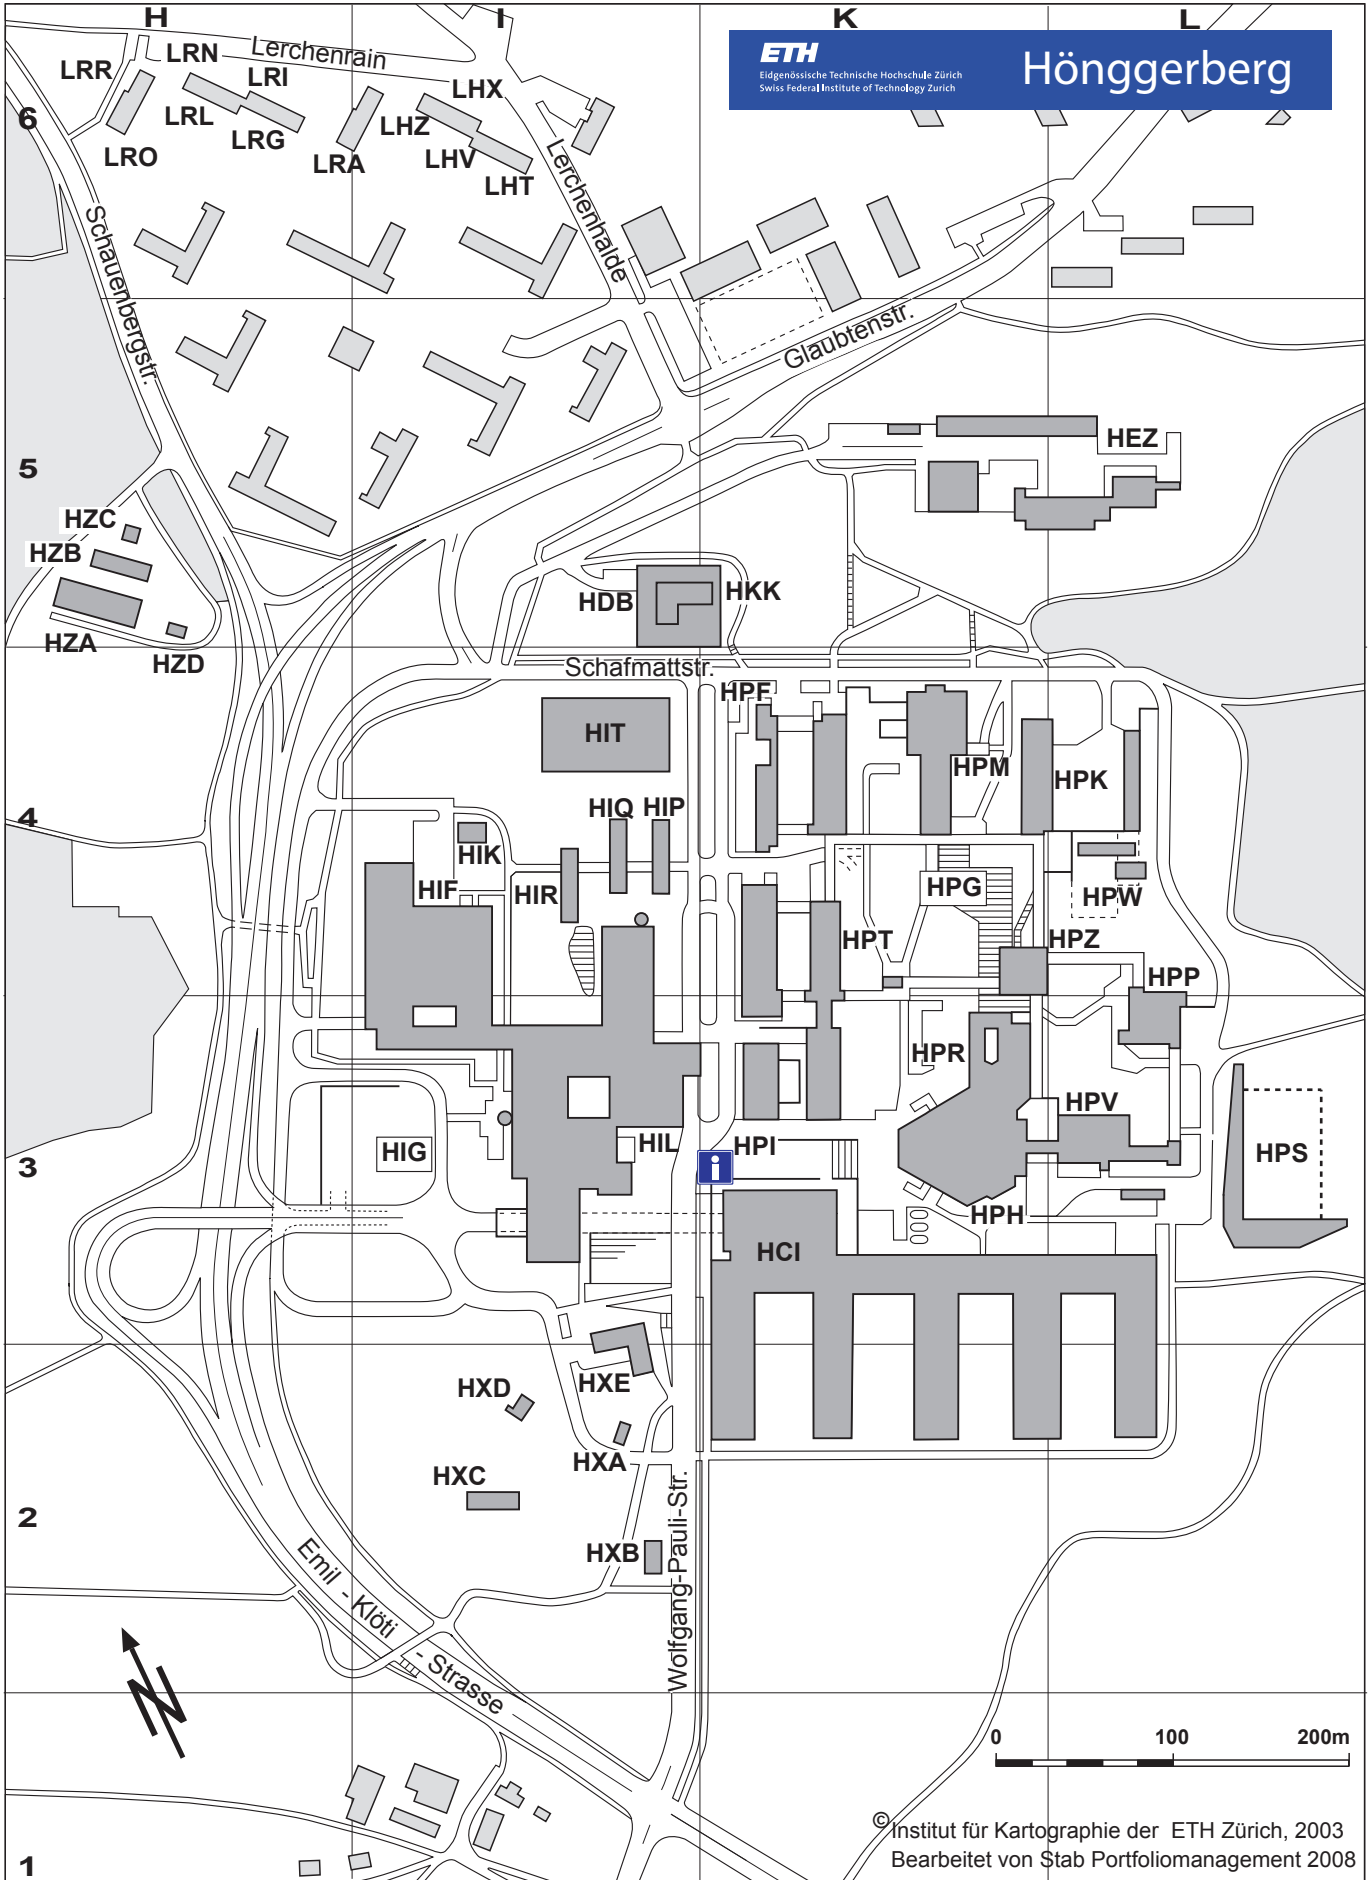 H
I
K
L
ETH
Eidgenössische Technische Hochschule Zürich
Swiss Federal Institute of Technology Zurich
Hönggerberg
LRR
LRN
Lerchenrain
LRI
LHX
6
LRL
LRG
LHZ
LRO
LRA
LHV
LHT
Lerchenhalde
Schauenbergstr.
Glaubtenstr.
HEZ
5
HZC
HZB
HDB
HKK
HZA
HZD
Schafmattstr.
HPF
HIT
HPM
HPK
4
HIQ
HIP
HIK
HIF
HIR
HPG
HPW
HPT
HPZ
HPP
HPR
HPV
HIG
HIL
i
HPI
HPS
3
HPH
HCI
HXE
HXD
HXA
HXC
2
HXB
Wolfgang-Pauli-Str.
Emil - Klöti - Strasse
N
0 100 200m
© Institut für Kartographie der ETH Zürich, 2003
Bearbeitet von Stab Portfoliomanagement 2008
1